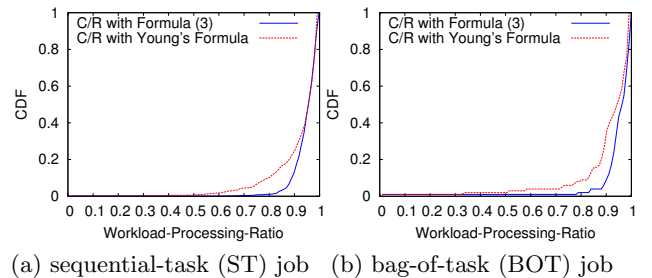 C/R with Formula (3)
C/R with Young's Formula
CDF
1
0.8
0.6
0.4
0.2
0
0 0.1 0.2 0.3 0.4 0.5 0.6 0.7 0.8 0.9 1
Workload-Processing-Ratio
(a) sequential-task (ST) job
C/R with Formula (3)
C/R with Young's Formula
CDF
1
0.8
0.6
0.4
0.2
0
0 0.1 0.2 0.3 0.4 0.5 0.6 0.7 0.8 0.9 1
Workload-Processing-Ratio
(b) bag-of-task (BOT) job